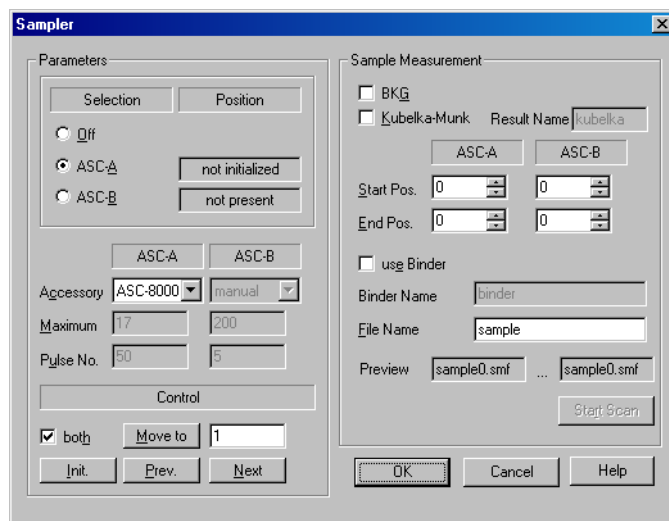 Sampler
Parameters
Selection Position
Off
ASC-A not initialized
ASC-B not present
ASC-A ASC-B
Accessory ASC-8000 manual
Maximum 17 200
Pulse No. 50 5
Control
both Move to 1
Init. Prev. Next
Sample Measurement
BKG
Kubelka-Munk Result Name kubelka
ASC-A ASC-B
Start Pos. 0 0
End Pos. 0 0
use Binder
Binder Name binder
File Name sample
Preview sample0.smf ... sample0.smf
Start Scan
OK Cancel Help